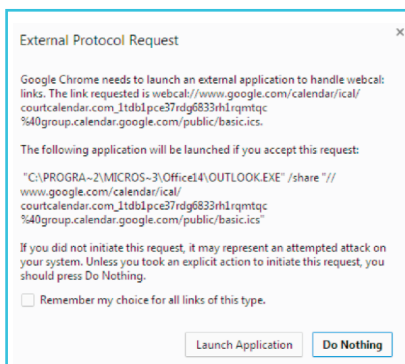 External Protocol Request
Google Chrome needs to launch an external application to handle webcal:
links. The link requested is webcal://www.google.com/calendar/ical/
courtcalendar.com_1tdb1pce37rdg6833rh1rqmtqc
%40group.calendar.google.com/public/basic.ics.
The following application will be launched if you accept this request:
"C:\PROGRA~2\MICROS~3\Office14\OUTLOOK.EXE" /share "//
www.google.com/calendar/ical/
courtcalendar.com_1tdb1pce37rdg6833rh1rqmtqc
%40group.calendar.google.com/public/basic.ics"
If you did not initiate this request, it may represent an attempted attack on
your system. Unless you took an explicit action to initiate this request, you
should press Do Nothing.
Remember my choice for all links of this type.
Launch Application
Do Nothing